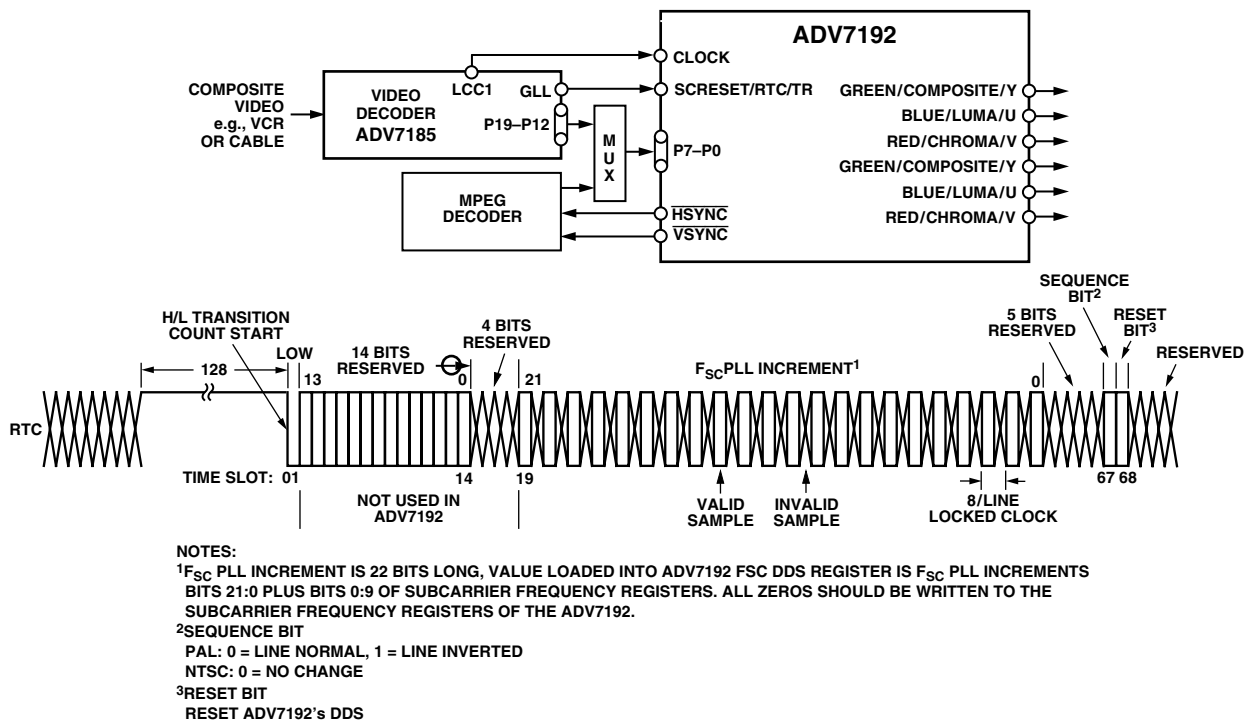 ADV7192
CLOCK
COMPOSITE
VIDEO
e.g., VCR
OR CABLE
VIDEO
DECODER
ADV7185
LCC1
GLL
P19–P12
SCRESET/RTC/TR
MUX
P7–P0
MPEG
DECODER
HSYNC
VSYNC
GREEN/COMPOSITE/Y
BLUE/LUMA/U
RED/CHROMA/V
GREEN/COMPOSITE/Y
BLUE/LUMA/U
RED/CHROMA/V
H/L TRANSITION
COUNT START
128
LOW
13
14 BITS
RESERVED
0
4 BITS
RESERVED
21
FSC PLL INCREMENT1
0
5 BITS
RESERVED
SEQUENCE
BIT2
RESET
BIT3
RESERVED
RTC
TIME SLOT: 01
14
19
67 68
NOT USED IN
ADV7192
VALID
SAMPLE
INVALID
SAMPLE
8/LINE
LOCKED CLOCK
NOTES:
1FSC PLL INCREMENT IS 22 BITS LONG, VALUE LOADED INTO ADV7192 FSC DDS REGISTER IS FSC PLL INCREMENTS
BITS 21:0 PLUS BITS 0:9 OF SUBCARRIER FREQUENCY REGISTERS. ALL ZEROS SHOULD BE WRITTEN TO THE
SUBCARRIER FREQUENCY REGISTERS OF THE ADV7192.
2SEQUENCE BIT
PAL: 0 = LINE NORMAL, 1 = LINE INVERTED
NTSC: 0 = NO CHANGE
3RESET BIT
RESET ADV7192's DDS